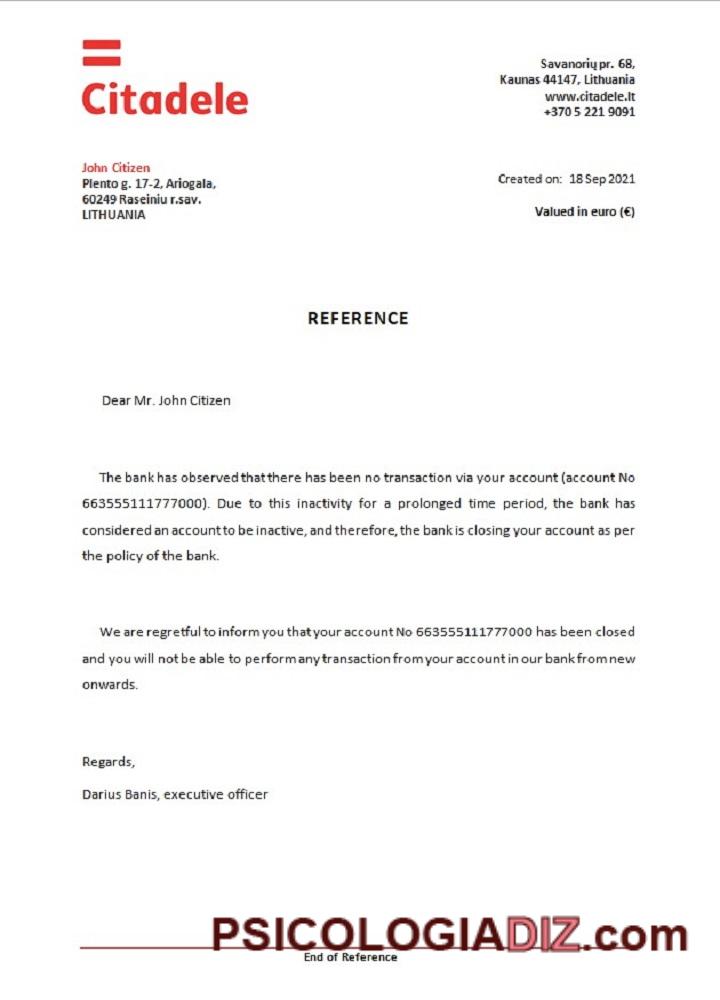 Citadele
Savanorių pr. 68,
Kaunas 44147, Lithuania
www.citadele.lt
+370 5 221 9091
John Citizen
Plento g. 17-2, Ariogala,
60249 Raseiniu r.sav.
LITHUANIA
Created on: 18 Sep 2021
Valued in euro (€)
REFERENCE
Dear Mr. John Citizen
The bank has observed that there has been no transaction via your account (account No
663555111777000). Due to this inactivity for a prolonged time period, the bank has
considered an account to be inactive, and therefore, the bank is closing your account as per
the policy of the bank.
We are regretful to inform you that your account No 663555111777000 has been closed
and you will not be able to perform any transaction from your account in our bank from new
onwards.
Regards,
Darius Banis, executive officer
PSICOLOGIADIZ.com
End of Reference